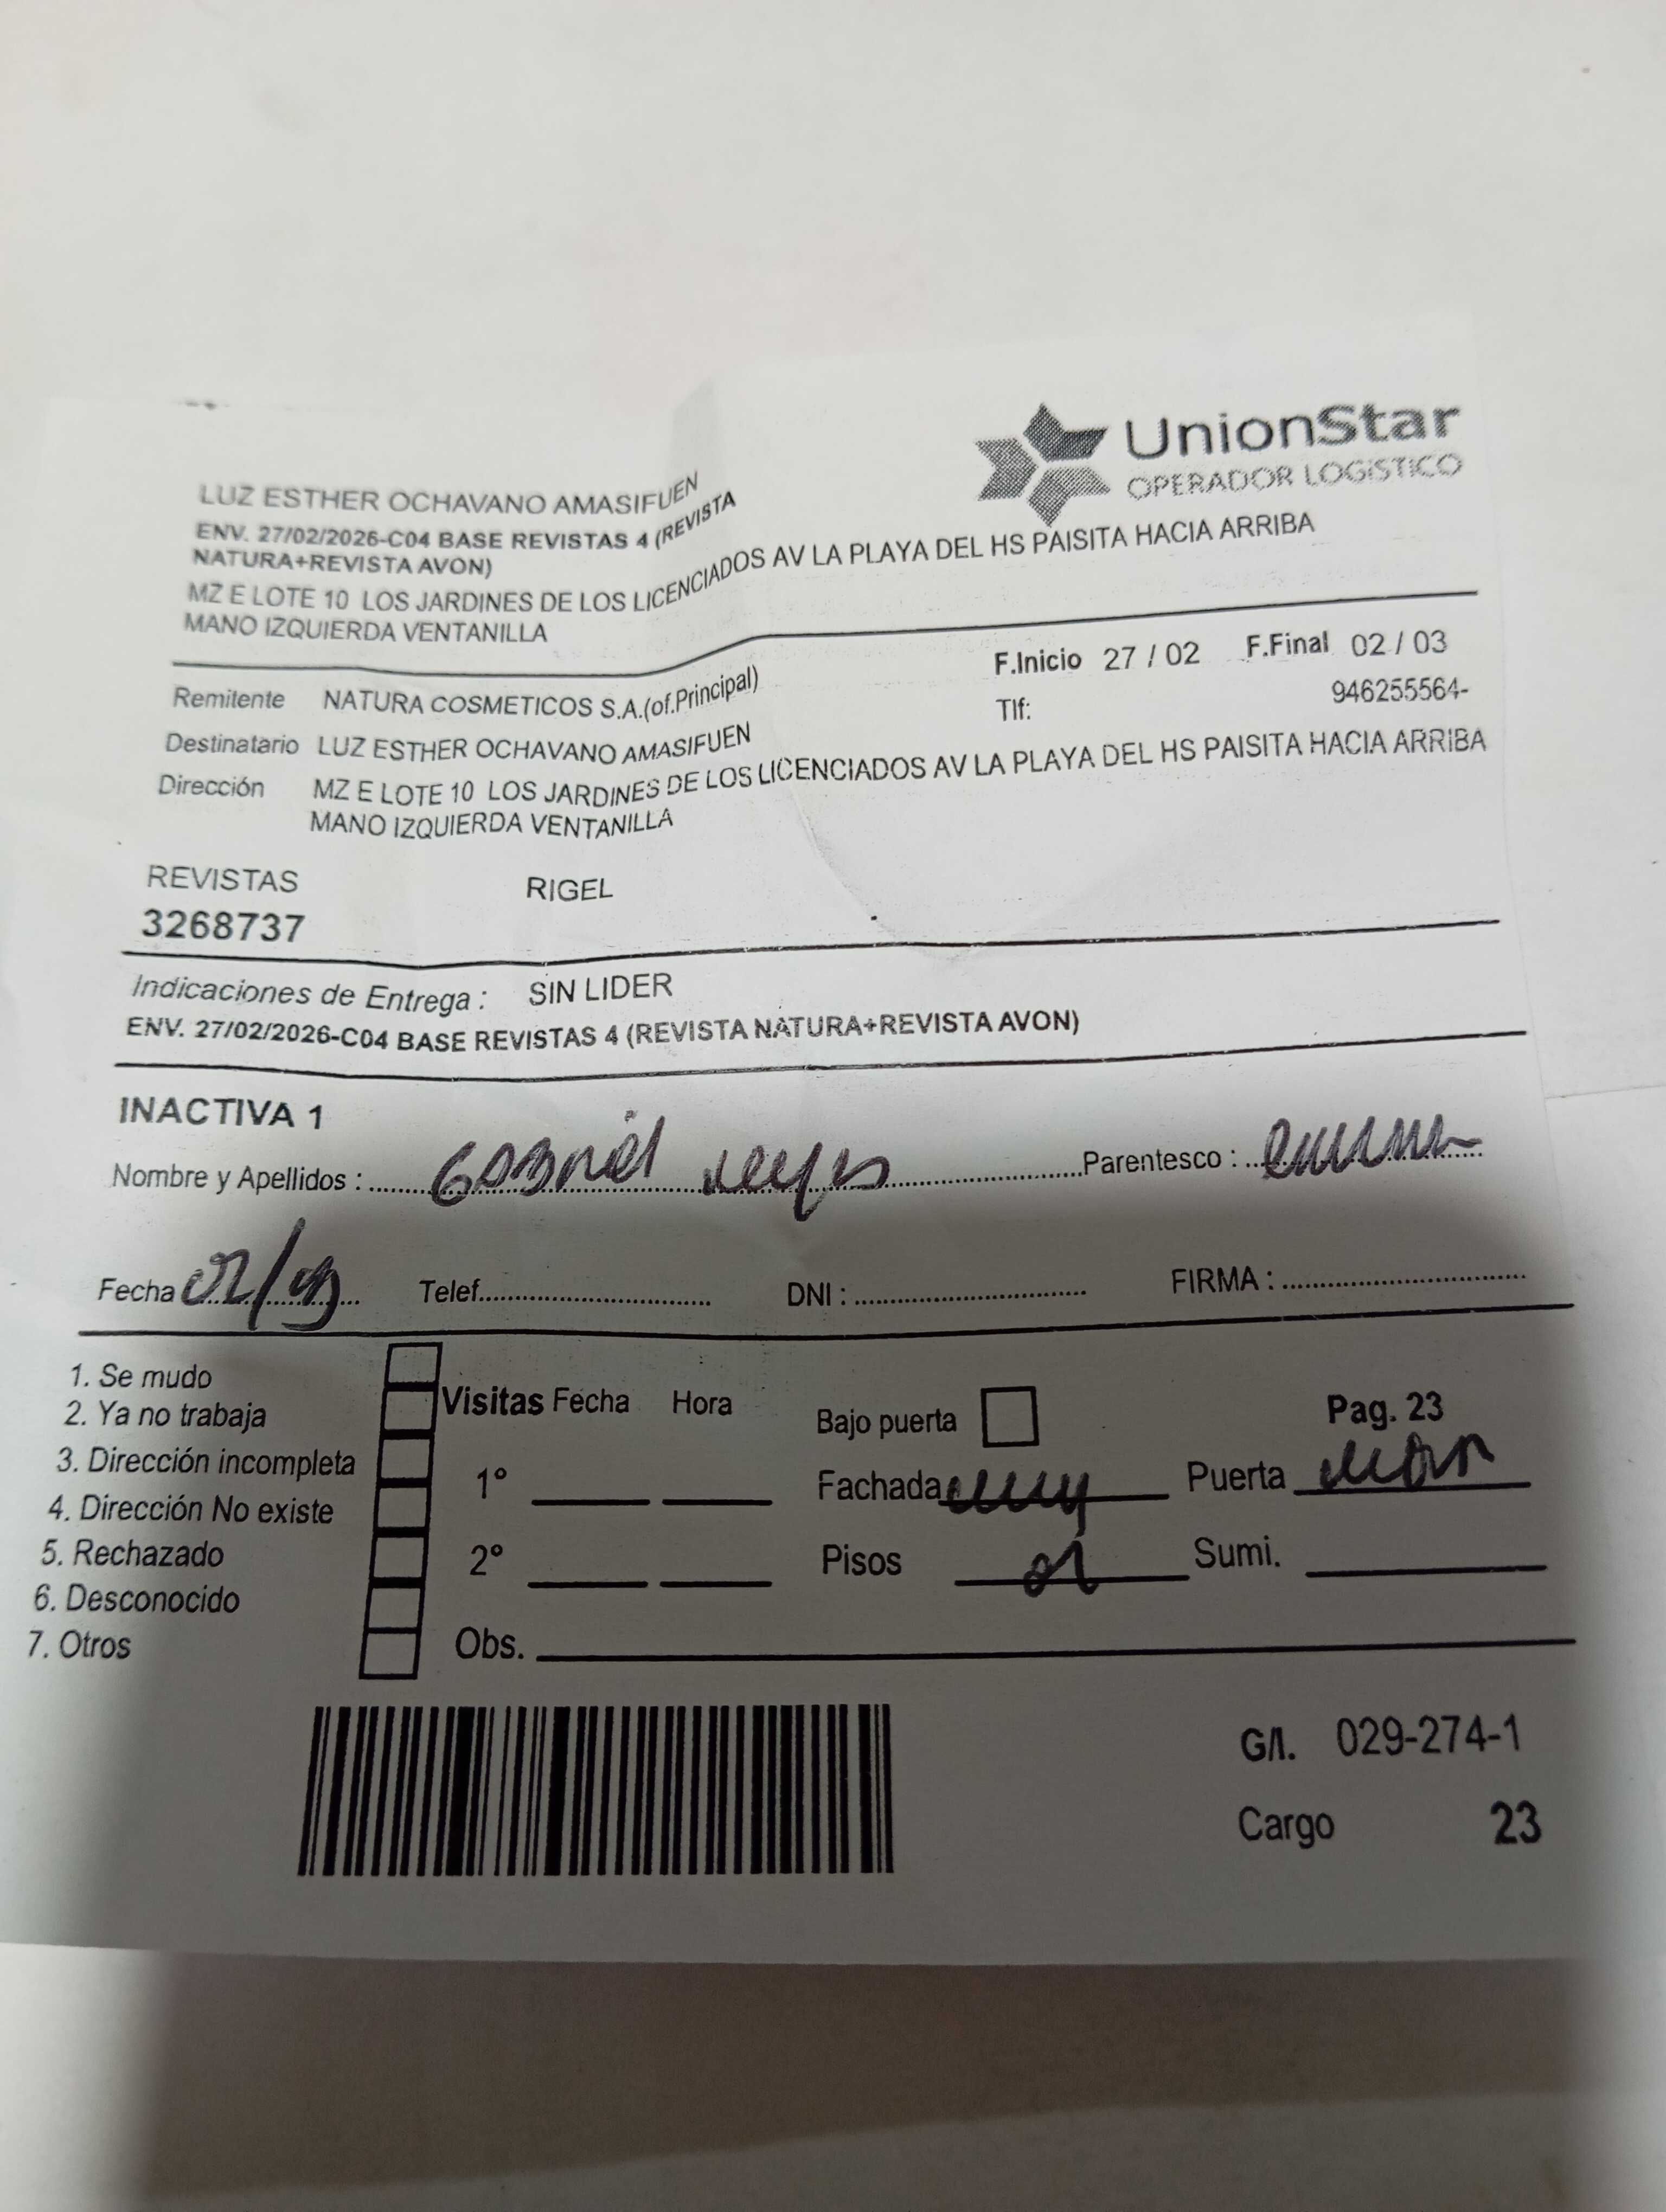 UnionStar
OPERADOR LOGÍSTICO
LUZ ESTHER OCHAVANO AMASIFUEN
ENV. 27/02/2026-C04 BASE REVISTAS 4 (REVISTA
NATURA+REVISTA AVON)
MZ E LOTE 10 LOS JARDINES DE LOS LICENCIADOS AV LA PLAYA DEL HS PAISITA HACIA ARRIBA
MANO IZQUIERDA VENTANILLA
F.Inicio 27 / 02 F.Final 02 / 03
Remitente NATURA COSMETICOS S.A.(of.Principal)
Tlf: 946255564-
Destinatario LUZ ESTHER OCHAVANO AMASIFUEN
Dirección MZ E LOTE 10 LOS JARDINES DE LOS LICENCIADOS AV LA PLAYA DEL HS PAISITA HACIA ARRIBA
MANO IZQUIERDA VENTANILLA
REVISTAS RIGEL
3268737
Indicaciones de Entrega : SIN LIDER
ENV. 27/02/2026-C04 BASE REVISTAS 4 (REVISTA NATURA+REVISTA AVON)
INACTIVA 1
Nombre y Apellidos : Gabriel Reyes Parentesco :
Fecha 02/03 Telef. DNI : FIRMA :
1. Se mudo
2. Ya no trabaja
3. Dirección incompleta
4. Dirección No existe
5. Rechazado
6. Desconocido
7. Otros
Visitas Fecha Hora
1°
2°
Obs.
Bajo puerta Pag. 23
Fachada Puerta
Pisos Sumi.
G/I. 029-274-1
Cargo 23